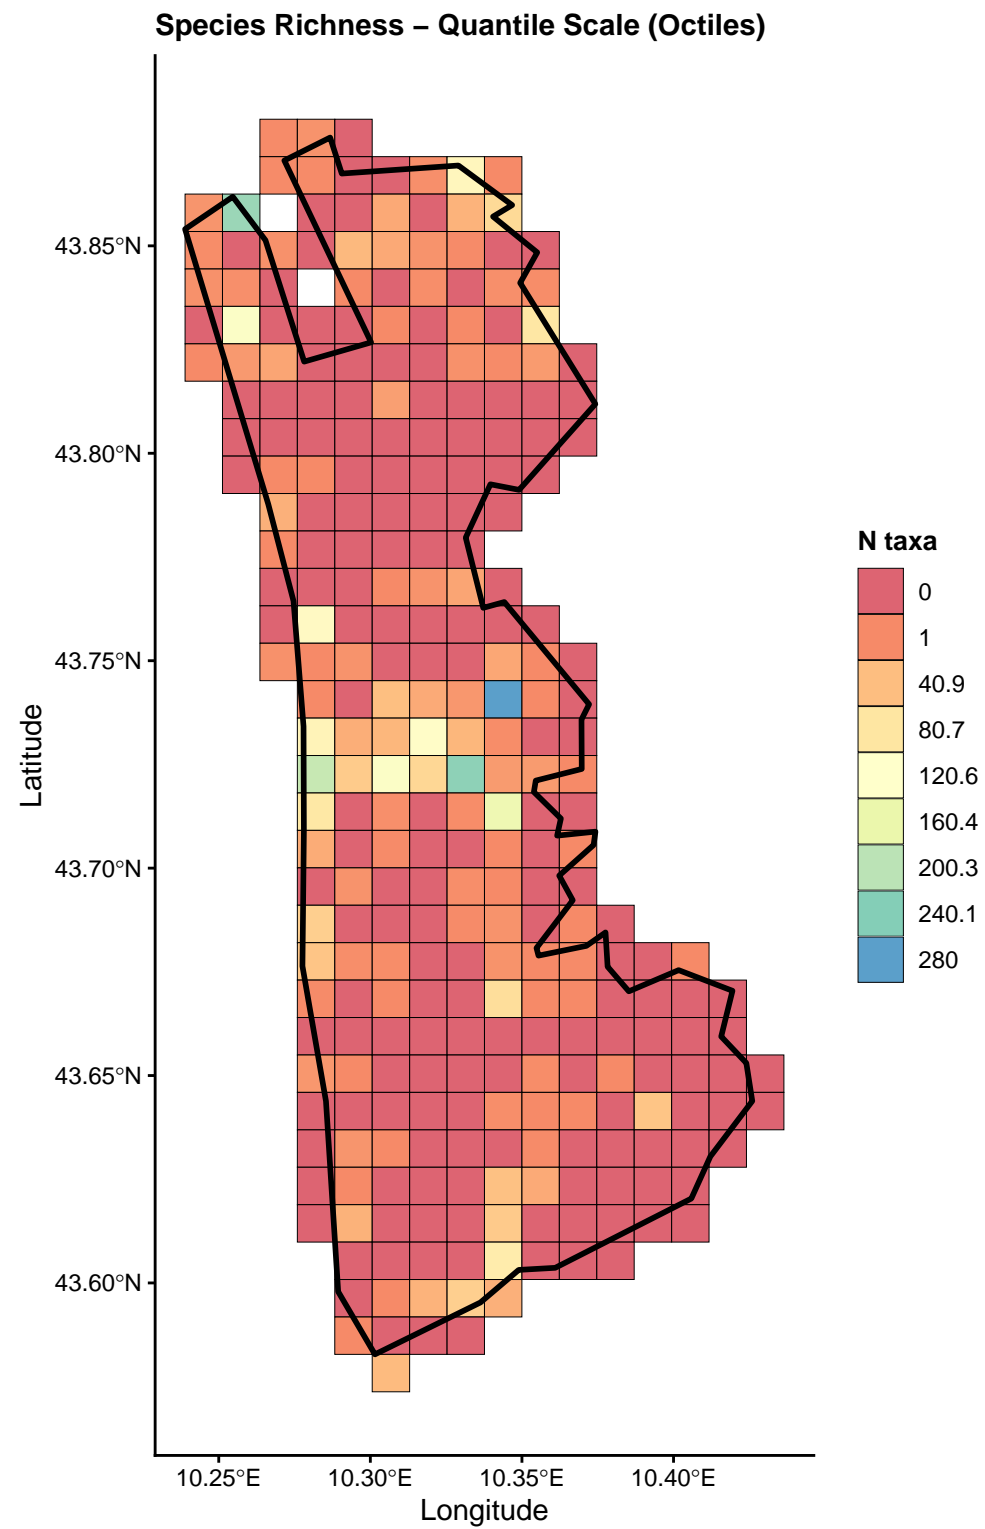 Species Richness – Quantile Scale (Octiles)
43.85°N
43.80°N
43.75°N
43.70°N
43.65°N
43.60°N
Latitude
10.25°E
10.30°E
10.35°E
10.40°E
Longitude
N taxa
0
1
40.9
80.7
120.6
160.4
200.3
240.1
280